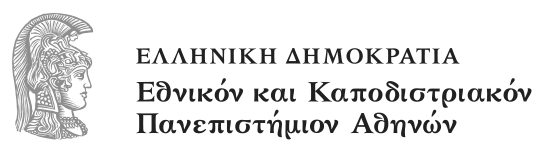 ΕΛΛΗΝΙΚΗ ΔΗΜΟΚΡΑΤΙΑ
Εθνικόν και Καποδιστριακόν
Πανεπιστήμιον Αθηνών